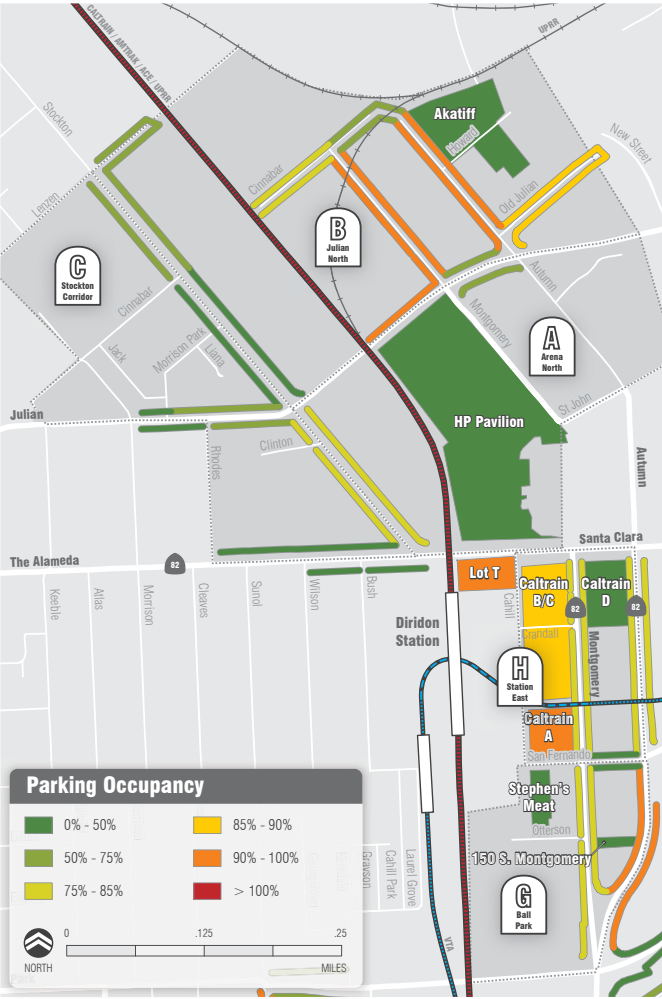 CALTRAIN / AMTRAK / ACE / UPRR
UPRR
Stockton
Akatiff
Howard
New Street
Lenzen
Cinnabar
Old Julian
B
Julian
North
C
Stockton
Corridor
Autumn
Cinnabar
Montgomery
A
Arena
North
Jack
Morrison Park
Liana
St John
Julian
HP Pavilion
Clinton
Rhodes
Autumn
Santa Clara
The Alameda
82
Lot T
Caltrain
B/C
Caltrain
D
Cahill
82
82
Keeble
Atlas
Morrison
Cleaves
Sunol
Wilson
Bush
Diridon
Station
Crandall
Montgomery
H
Station
East
Caltrain
A
San Fernando
Stephen's
Meat
Otterson
150 S. Montgomery
G
Ball
Park
Grayson
Cahill Park
Laurel Grove
VTA
Parking Occupancy
0% - 50%
50% - 75%
75% - 85%
85% - 90%
90% - 100%
> 100%
0
.125
.25
NORTH
MILES
Park